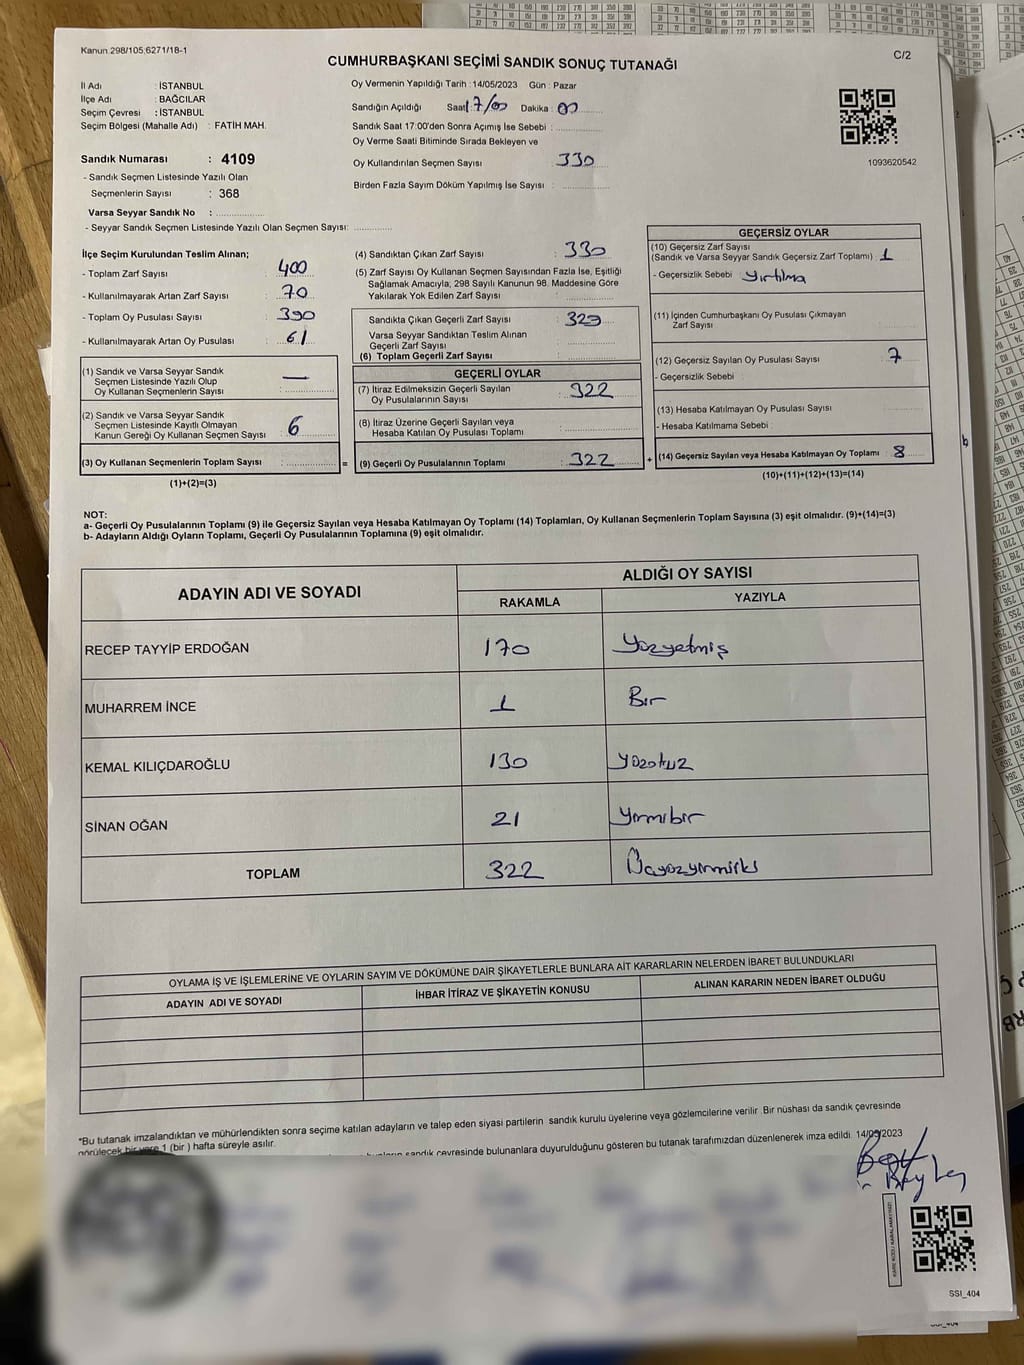 Kanun 298/105;6271/18-1
C/2
CUMHURBAŞKANI SEÇİMİ SANDIK SONUÇ TUTANAĞI
İl Adı : İSTANBUL
İlçe Adı : BAĞCILAR
Seçim Çevresi : İSTANBUL
Seçim Bölgesi (Mahalle Adı) : FATİH MAH.
Sandık Numarası : 4109
- Sandık Seçmen Listesinde Yazılı Olan
Seçmenlerin Sayısı : 368
Varsa Seyyar Sandık No :
- Seyyar Sandık Seçmen Listesinde Yazılı Olan Seçmen Sayısı:
Oy Vermenin Yapıldığı Tarih : 14/05/2023 Gün : Pazar
Sandığın Açıldığı Saat: 17/00 Dakika : 00
Sandık Saat 17:00'den Sonra Açımış İse Sebebi :
Oy Verme Saati Bitiminde Sırada Bekleyen ve
Oy Kullandırılan Seçmen Sayısı : 330
Birden Fazla Sayım Döküm Yapılmış İse Sayısı :
1093620542
İlçe Seçim Kurulundan Teslim Alınan;
- Toplam Zarf Sayısı : 400
- Kullanılmayarak Artan Zarf Sayısı : 70
- Toplam Oy Pusulası Sayısı : 390
- Kullanılmayarak Artan Oy Pusulası : 61
(1) Sandık ve Varsa Seyyar Sandık
Seçmen Listesinde Yazılı Olup
Oy Kullanan Seçmenlerin Sayısı : —
(2) Sandık ve Varsa Seyyar Sandık
Seçmen Listesinde Kayıtlı Olmayan
Kanun Gereği Oy Kullanan Seçmen Sayısı : 6
(3) Oy Kullanan Seçmenlerin Toplam Sayısı :
(1)+(2)=(3)
(4) Sandıktan Çıkan Zarf Sayısı : 330
(5) Zarf Sayısı Oy Kullanan Seçmen Sayısından Fazla İse, Eşitliği
Sağlamak Amacıyla; 298 Sayılı Kanunun 98. Maddesine Göre
Yakılarak Yok Edilen Zarf Sayısı :
Sandıkta Çıkan Geçerli Zarf Sayısı : 329
Varsa Seyyar Sandıktan Teslim Alınan
Geçerli Zarf Sayısı :
(6) Toplam Geçerli Zarf Sayısı :
GEÇERLİ OYLAR
(7) İtiraz Edilmeksizin Geçerli Sayılan
Oy Pusulalarının Sayısı : 322
(8) İtiraz Üzerine Geçerli Sayılan veya
Hesaba Katılan Oy Pusulası Toplamı :
= (9) Geçerli Oy Pusulalarının Toplamı : 322
GEÇERSİZ OYLAR
(10) Geçersiz Zarf Sayısı
(Sandık ve Varsa Seyyar Sandık Geçersiz Zarf Toplamı) : 1
- Geçersizlik Sebebi : Yırtılma
(11) İçinden Cumhurbaşkanı Oy Pusulası Çıkmayan
Zarf Sayısı :
(12) Geçersiz Sayılan Oy Pusulası Sayısı : 7
- Geçersizlik Sebebi :
(13) Hesaba Katılmayan Oy Pusulası Sayısı :
- Hesaba Katılmama Sebebi :
+ (14) Geçersiz Sayılan veya Hesaba Katılmayan Oy Toplamı : 8
(10)+(11)+(12)+(13)=(14)
NOT:
a- Geçerli Oy Pusulalarının Toplamı (9) ile Geçersiz Sayılan veya Hesaba Katılmayan Oy Toplamı (14) Toplamları, Oy Kullanan Seçmenlerin Toplam Sayısına (3) eşit olmalıdır. (9)+(14)=(3)
b- Adayların Aldığı Oyların Toplamı, Geçerli Oy Pusulalarının Toplamına (9) eşit olmalıdır.
ADAYIN ADI VE SOYADI
ALDIĞI OY SAYISI
RAKAMLA YAZIYLA
RECEP TAYYİP ERDOĞAN 170 Yüzyetmiş
MUHARREM İNCE 1 Bir
KEMAL KILIÇDAROĞLU 130 yüzotuz
SİNAN OĞAN 21 Yirmibir
TOPLAM 322 Üçyüzyirmiiki
OYLAMA İŞ VE İŞLEMLERİNE VE OYLARIN SAYIM VE DÖKÜMÜNE DAİR ŞİKAYETLERLE BUNLARA AİT KARARLARIN NELERDEN İBARET BULUNDUKLARI
ADAYIN ADI VE SOYADI İHBAR İTİRAZ VE ŞİKAYETİN KONUSU ALINAN KARARIN NEDEN İBARET OLDUĞU
*Bu tutanak imzalandıktan ve mühürlendikten sonra seçime katılan adayların ve talep eden siyasi partilerin sandık kurulu üyelerine veya gözlemcilerine verilir. Bir nüshası da sandık çevresinde
görülecek bir yere 1 (bir ) hafta süreyle asılır.
sandık çevresinde bulunanlara duyurulduğunu gösteren bu tutanak tarafımızdan düzenlenerek imza edildi. 14/05/2023
SSI_404